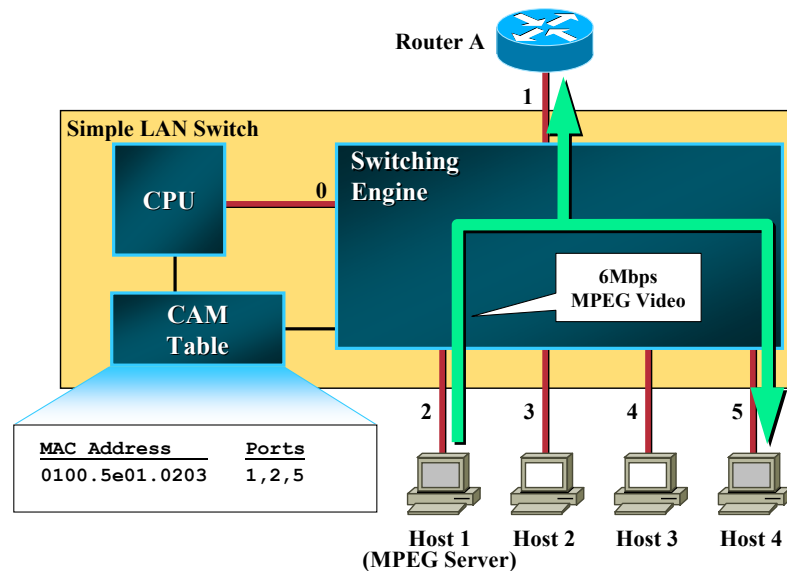 Router A
1
Simple LAN Switch
Switching
Engine
CPU
0
6Mbps
MPEG Video
CAM
Table
2
3
4
5
MAC Address Ports
0100.5e01.0203 1,2,5
Host 1
(MPEG Server)
Host 2
Host 3
Host 4